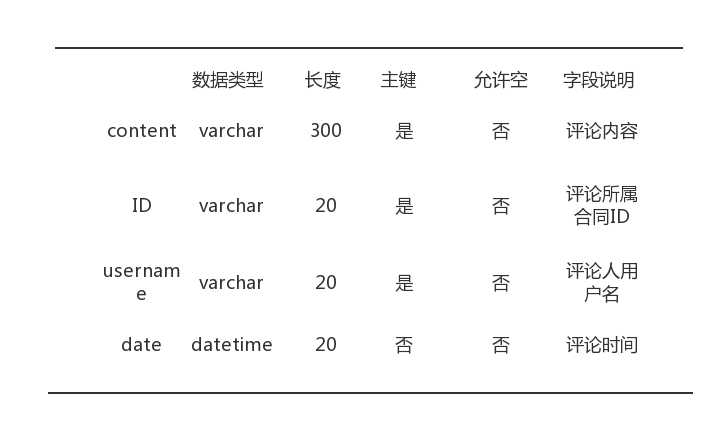 数据类型 长度 主键 允许空 字段说明
content varchar 300 是 否 评论内容
ID varchar 20 是 否 评论所属
合同ID
usernam
e varchar 20 是 否 评论人用
户名
date datetime 20 否 否 评论时间